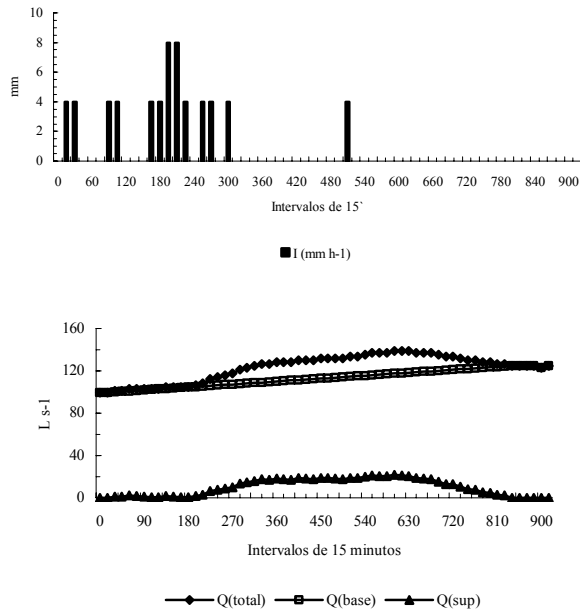 10
8
6
4
2
0
mm
0 60 120 180 240 300 360 420 480 540 600 660 720 780 840 900
Intervalos de 15`
I (mm h-1)
160
120
80
40
0
L s-1
0 90 180 270 360 450 540 630 720 810 900
Intervalos de 15 minutos
Q(total) Q(base) Q(sup)